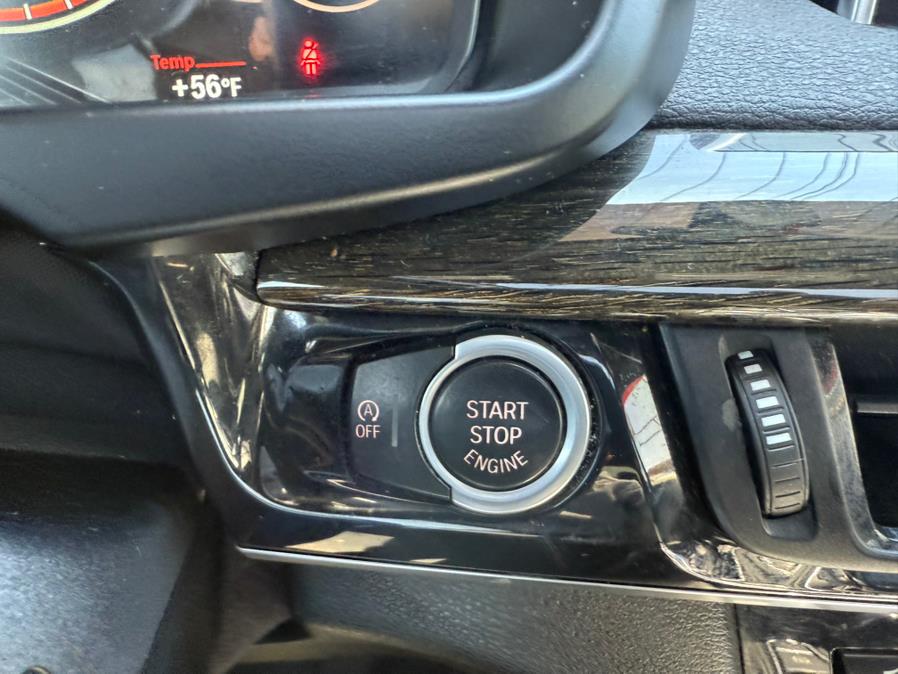 Temp
+56°F
A
OFF
START
STOP
ENGINE